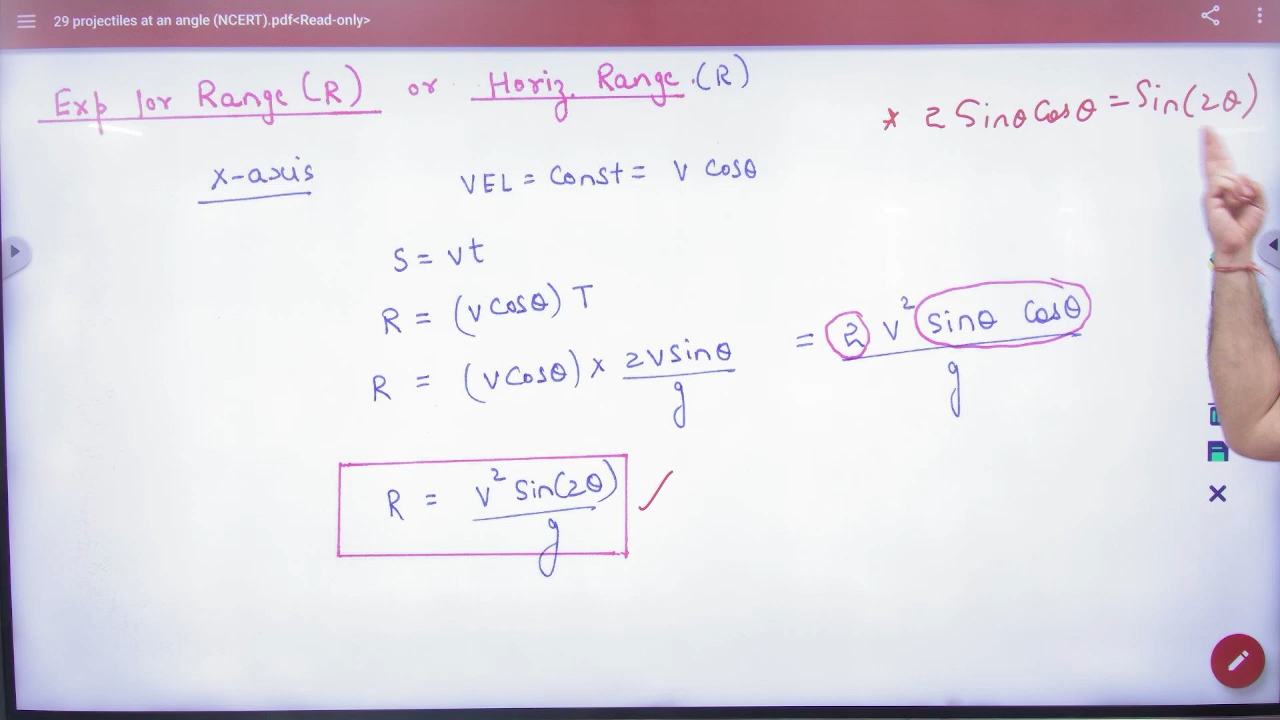 29 projectiles at an angle (NCERT).pdf<Read-only>
Exp for Range (R) or Horiz. Range (R)
* 2 Sinθ Cosθ = Sin(2θ)
x-axis VEL = Const = V Cosθ
S = vt
R = (v Cosθ) T
R = (v Cosθ) × 2V sinθ / g = 2 v² sinθ Cosθ / g
R = v² sin(2θ) / g ✓